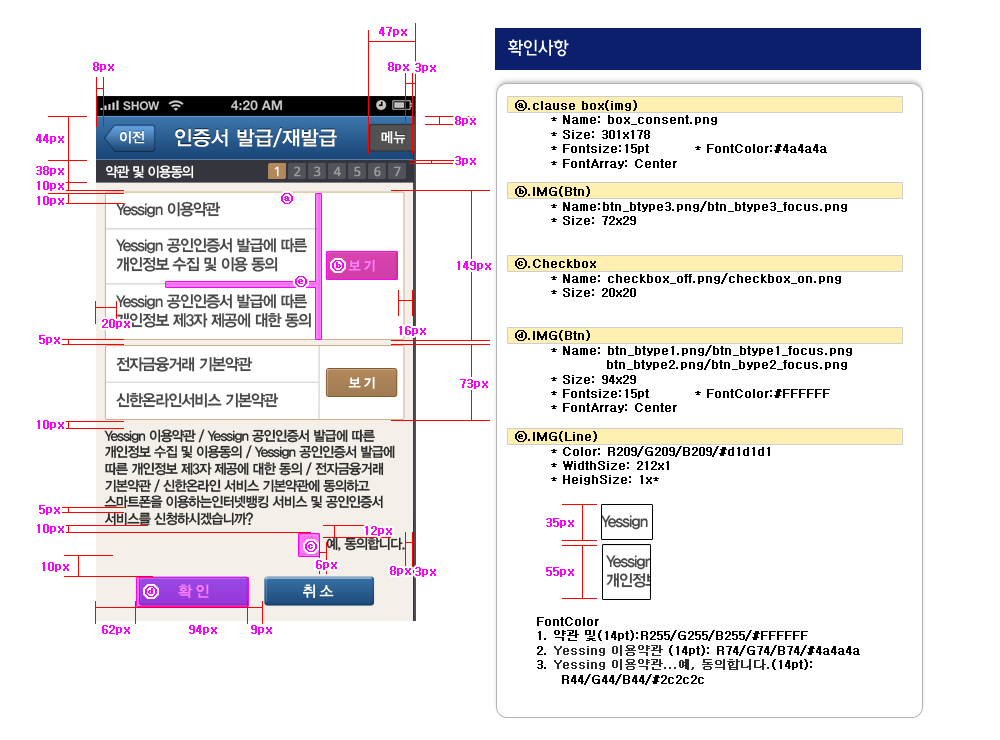 47px
8px
8px
3px
SHOW
4:20 AM
이전
인증서 발급/재발급
메뉴
8px
44px
3px
38px
약관 및 이용동의
1 2 3 4 5 6 7
10px
10px
ⓐ
Yessign 이용약관
Yessign 공인인증서 발급에 따른
개인정보 수집 및 이용 동의
ⓑ 보 기
149px
ⓔ
Yessign 공인인증서 발급에 따른
개인정보 제3자 제공에 대한 동의
20px
16px
5px
전자금융거래 기본약관
보 기
73px
신한온라인서비스 기본약관
10px
Yessign 이용약관 / Yessign 공인인증서 발급에 따른
개인정보 수집 및 이용동의 / Yessign 공인인증서 발급에
따른 개인정보 제3자 제공에 대한 동의 / 전자금융거래
기본약관 / 신한온라인 서비스 기본약관에 동의하고
스마트폰을 이용하는인터넷뱅킹 서비스 및 공인인증서
서비스를 신청하시겠습니까?
5px
10px
12px
ⓒ 예, 동의합니다.
6px
8px
3px
10px
ⓓ 확 인
취 소
62px
94px
9px
확인사항
ⓐ.clause box(img)
* Name: box_consent.png
* Size: 301x178
* Fontsize:15pt * FontColor:#4a4a4a
* FontArray: Center
ⓑ.IMG(Btn)
* Name:btn_btype3.png/btn_btype3_focus.png
* Size: 72x29
ⓒ.Checkbox
* Name: checkbox_off.png/checkbox_on.png
* Size: 20x20
ⓓ.IMG(Btn)
* Name: btn_btype1.png/btn_btype1_focus.png
btn_btype2.png/btn_bype2_focus.png
* Size: 94x29
* Fontsize:15pt * FontColor:#FFFFFF
* FontArray: Center
ⓔ.IMG(Line)
* Color: R209/G209/B209/#d1d1d1
* WidthSize: 212x1
* HeighSize: 1x*
35px
Yessign
55px
Yessign
개인정보
FontColor
1. 약관 및(14pt):R255/G255/B255/#FFFFFF
2. Yessing 이용약관 (14pt): R74/G74/B74/#4a4a4a
3. Yessing 이용약관...예, 동의합니다.(14pt):
R44/G44/B44/#2c2c2c